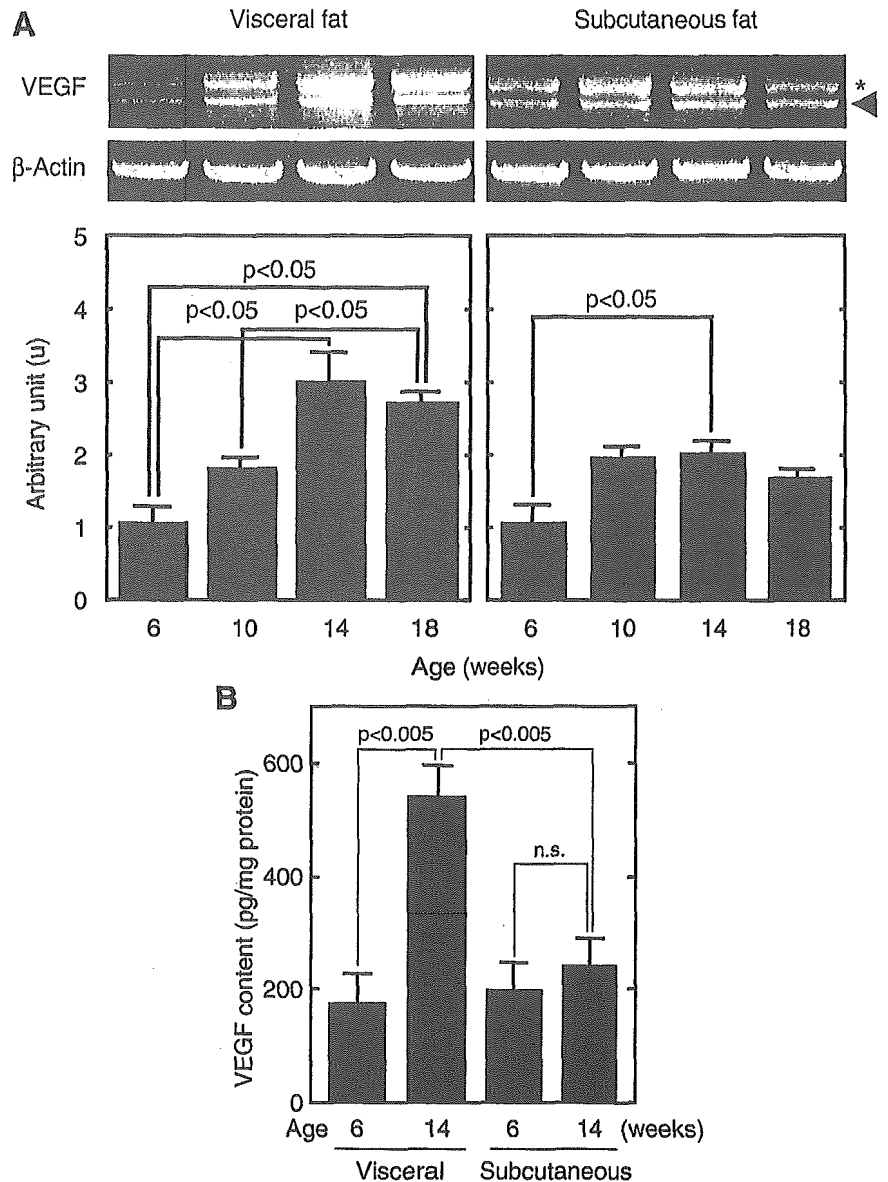 A
Visceral fat
Subcutaneous fat
VEGF
*
β-Actin
Arbitrary unit (u)
5
4
3
2
1
0
p<0.05
p<0.05
p<0.05
p<0.05
6
10
14
18
6
10
14
18
Age (weeks)
B
VEGF content (pg/mg protein)
600
400
200
0
p<0.005
p<0.005
n.s.
Age 6 14 6 14 (weeks)
Visceral Subcutaneous